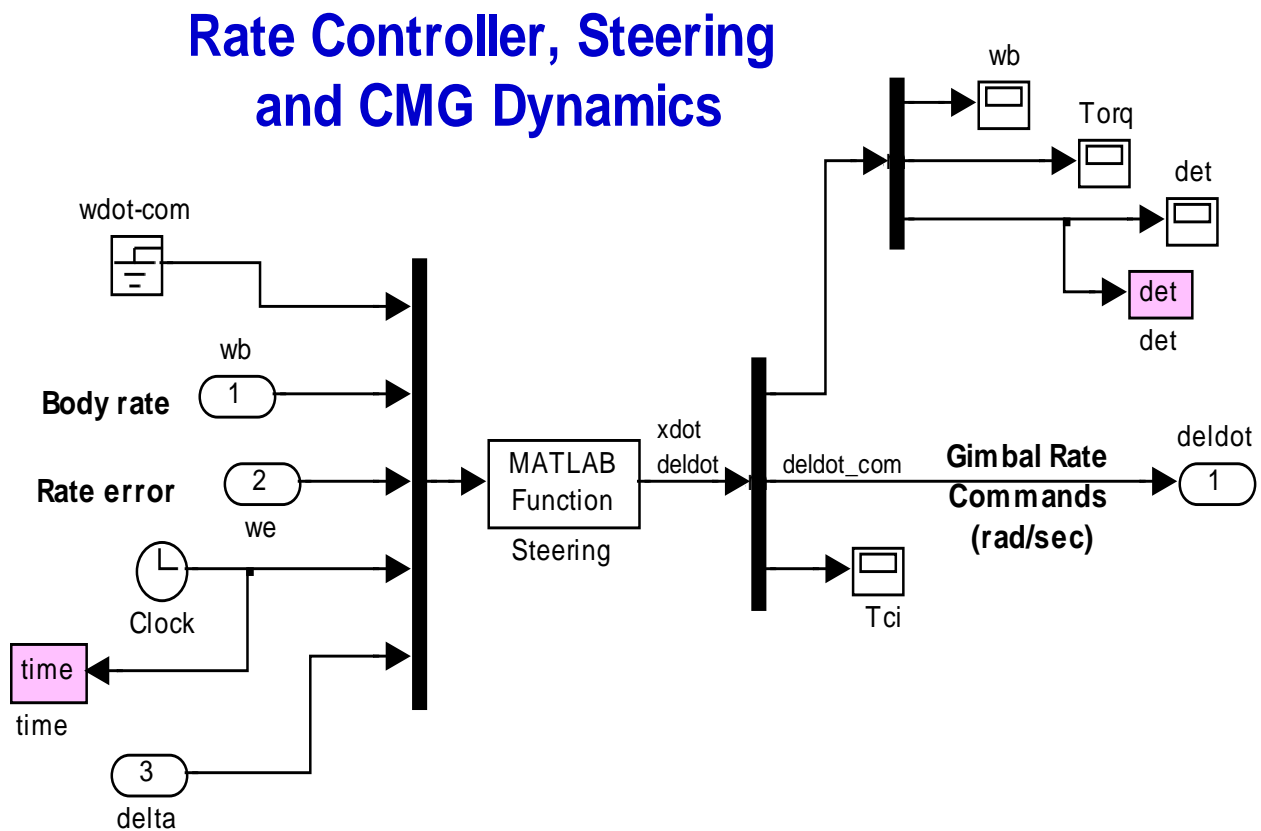 Rate Controller, Steering
and CMG Dynamics
wb
Torq
det
wdot-com
det
det
wb
1
Body rate
xdot
deldot
MATLAB
Function
Steering
deldot_com
Gimbal Rate
Commands
(rad/sec)
deldot
1
Rate error
2
we
Clock
Tci
time
time
3
delta